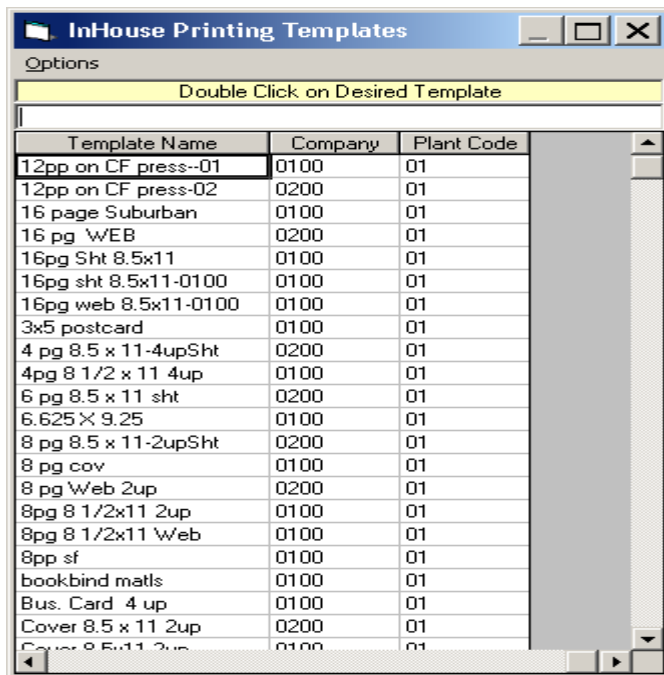 InHouse Printing Templates
Options
Double Click on Desired Template
Template Name Company Plant Code
12pp on CF press--01 0100 01
12pp on CF press-02 0200 01
16 page Suburban 0100 01
16 pg WEB 0200 01
16pg Sht 8.5x11 0100 01
16pg sht 8.5x11-0100 0100 01
16pg web 8.5x11-0100 0100 01
3x5 postcard 0100 01
4 pg 8.5 x 11-4upSht 0200 01
4pg 8 1/2 x 11 4up 0100 01
6 pg 8.5 x 11 sht 0200 01
6.625 X 9.25 0100 01
8 pg 8.5 x 11-2upSht 0200 01
8 pg cov 0100 01
8 pg Web 2up 0200 01
8pg 8 1/2x11 2up 0100 01
8pg 8 1/2x11 Web 0100 01
8pp sf 0100 01
bookbind matls 0100 01
Bus. Card 4 up 0100 01
Cover 8.5 x 11 2up 0200 01
Cover 8.5x11 2up 0100 01